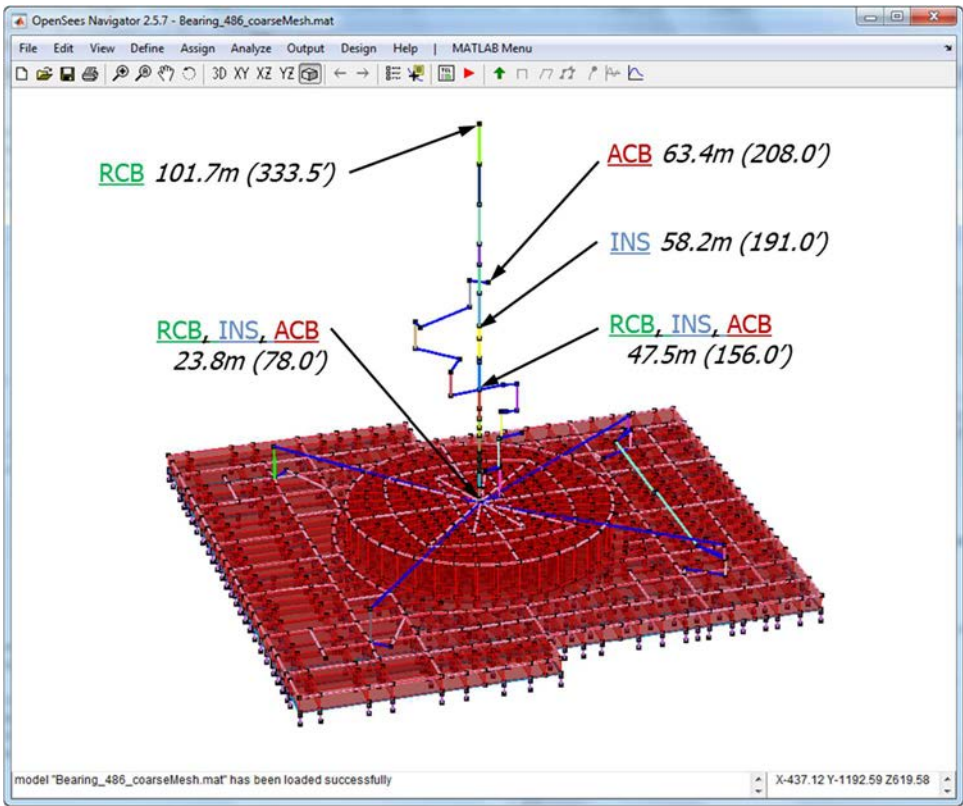 OpenSees Navigator 2.5.7 - Bearing_486_coarseMesh.mat
File Edit View Define Assign Analyze Output Design Help | MATLAB Menu
3D XY XZ YZ
RCB 101.7m (333.5′)
ACB 63.4m (208.0′)
INS 58.2m (191.0′)
RCB, INS, ACB
23.8m (78.0′)
RCB, INS, ACB
47.5m (156.0′)
model "Bearing_486_coarseMesh.mat" has been loaded successfully
X-437.12 Y-1192.59 Z619.58